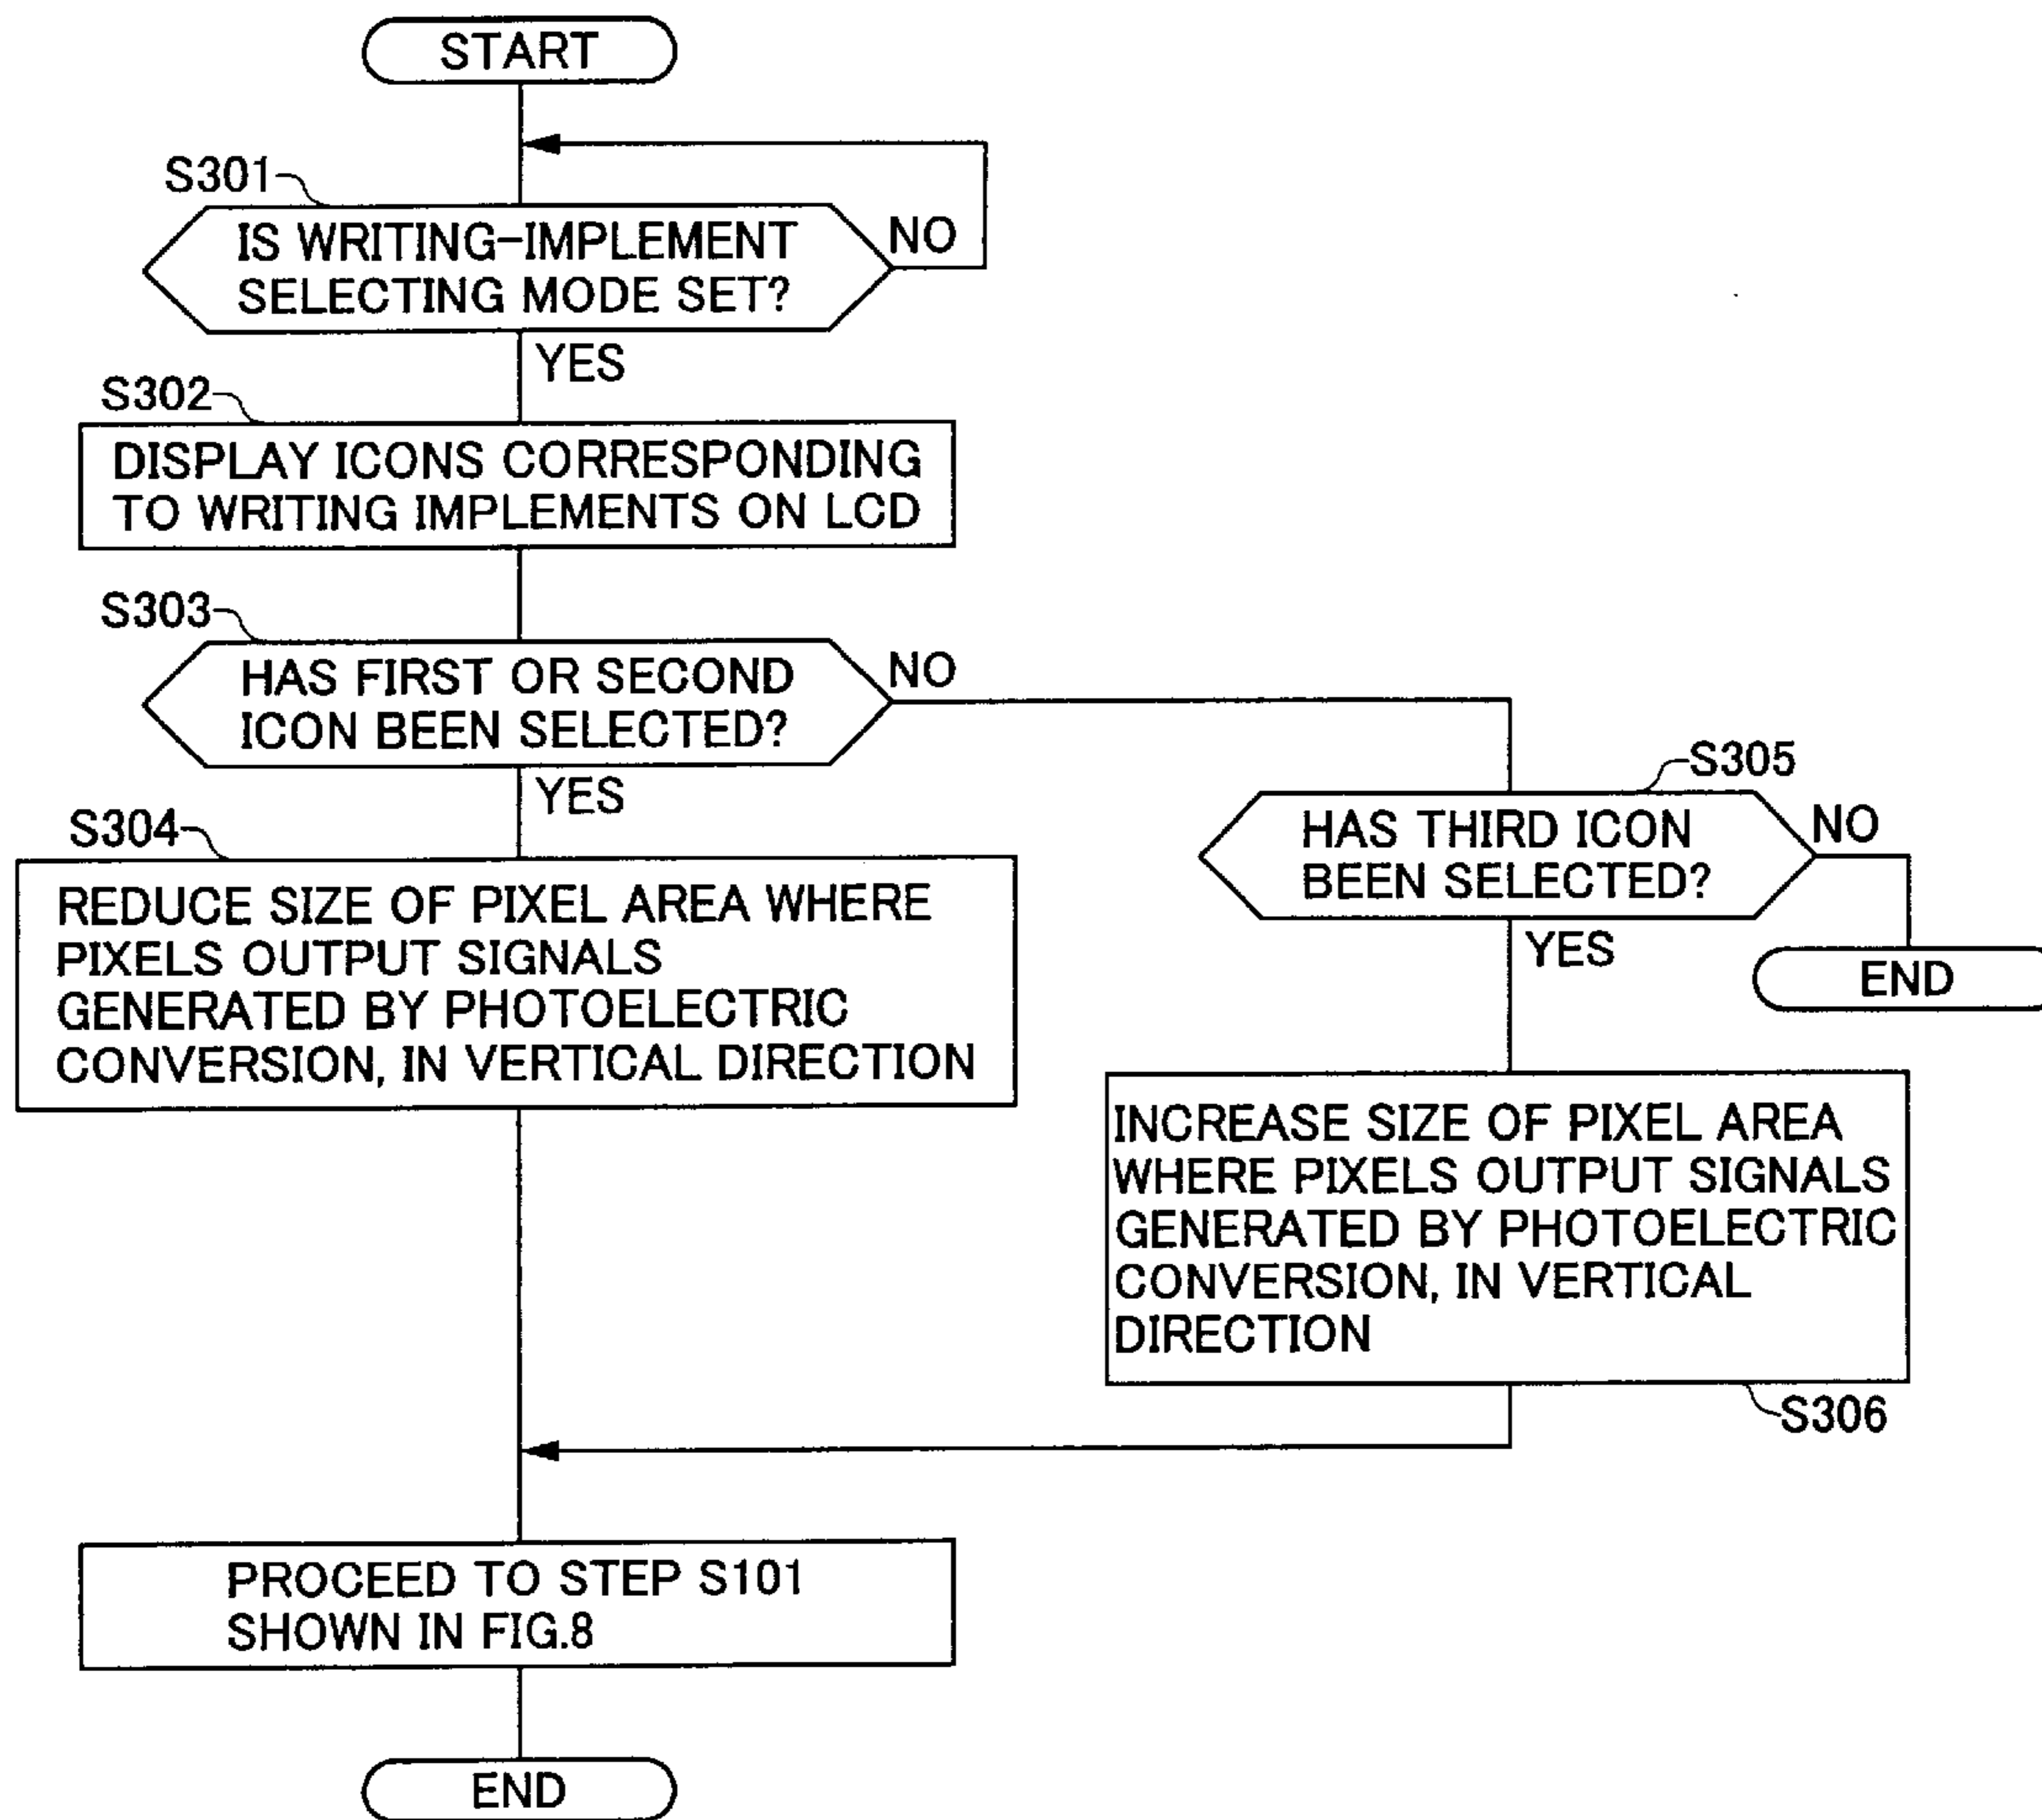 START
S301
IS WRITING-IMPLEMENT
SELECTING MODE SET?
NO
YES
S302
DISPLAY ICONS CORRESPONDING
TO WRITING IMPLEMENTS ON LCD
S303
HAS FIRST OR SECOND
ICON BEEN SELECTED?
NO
YES
S304
REDUCE SIZE OF PIXEL AREA WHERE
PIXELS OUTPUT SIGNALS
GENERATED BY PHOTOELECTRIC
CONVERSION, IN VERTICAL DIRECTION
S305
HAS THIRD ICON
BEEN SELECTED?
NO
YES
END
INCREASE SIZE OF PIXEL AREA
WHERE PIXELS OUTPUT SIGNALS
GENERATED BY PHOTOELECTRIC
CONVERSION, IN VERTICAL
DIRECTION
S306
PROCEED TO STEP S101
SHOWN IN FIG.8
END